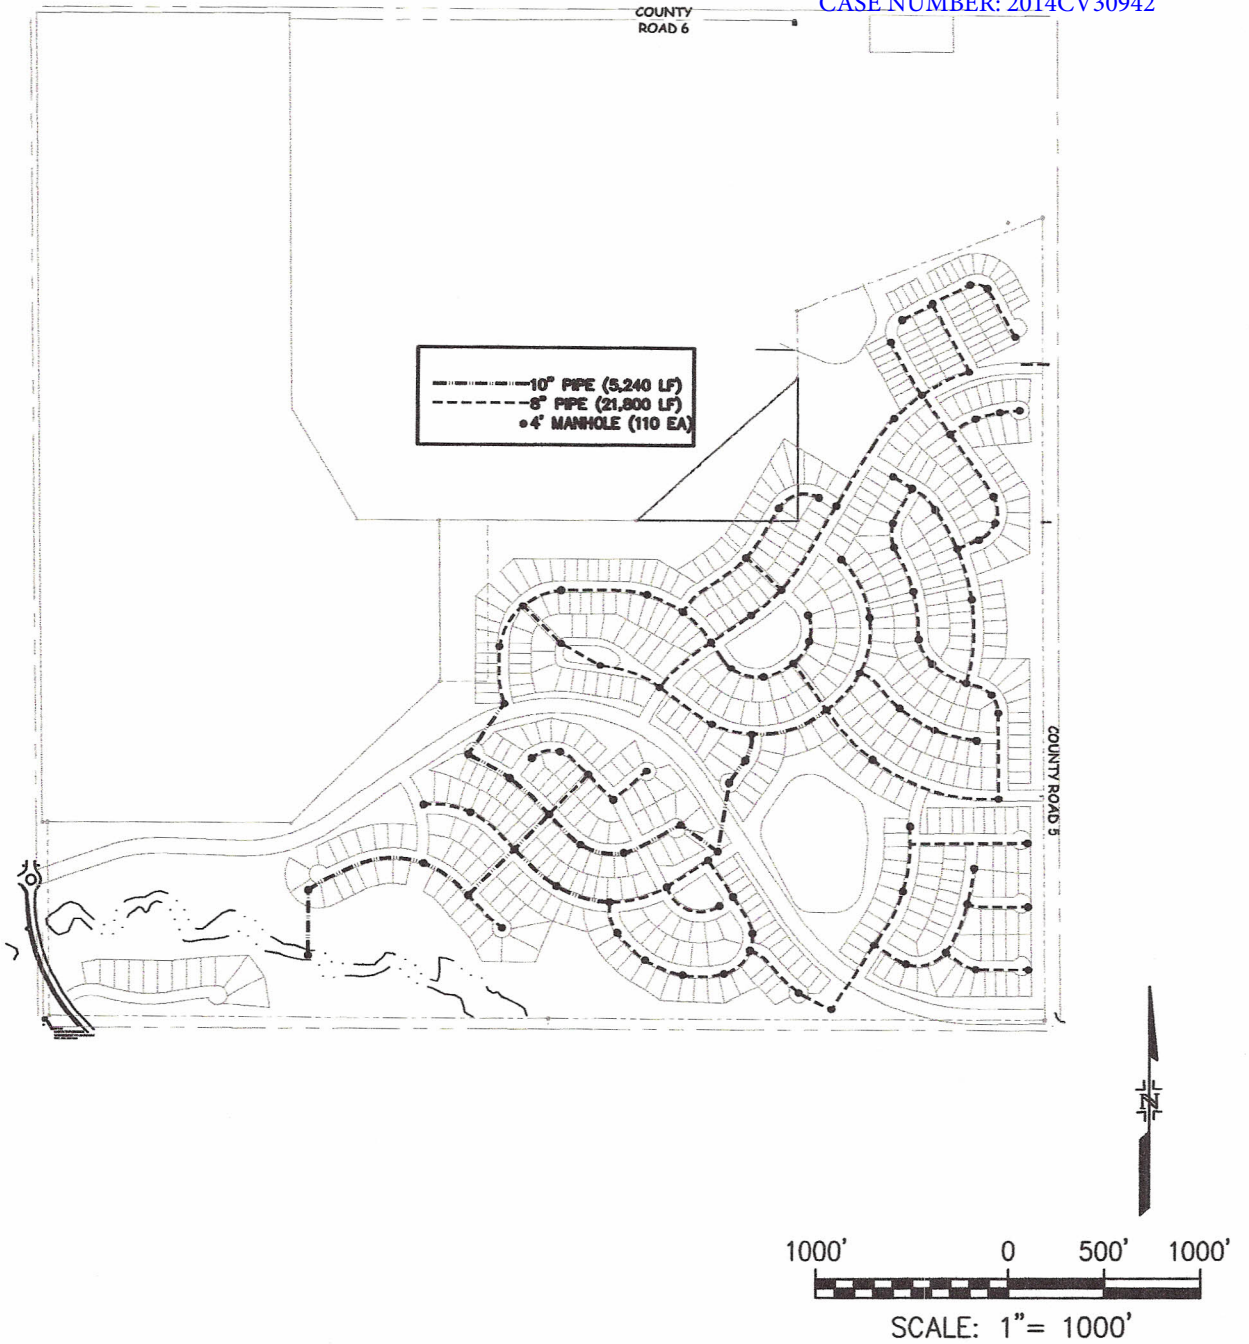 CASE NUMBER: 2014CV30942
COUNTY
ROAD 6
10" PIPE (5,240 LF)
8" PIPE (21,800 LF)
4' MANHOLE (110 EA)
COUNTY ROAD 5
N
1000' 0 500' 1000'
SCALE: 1"= 1000'